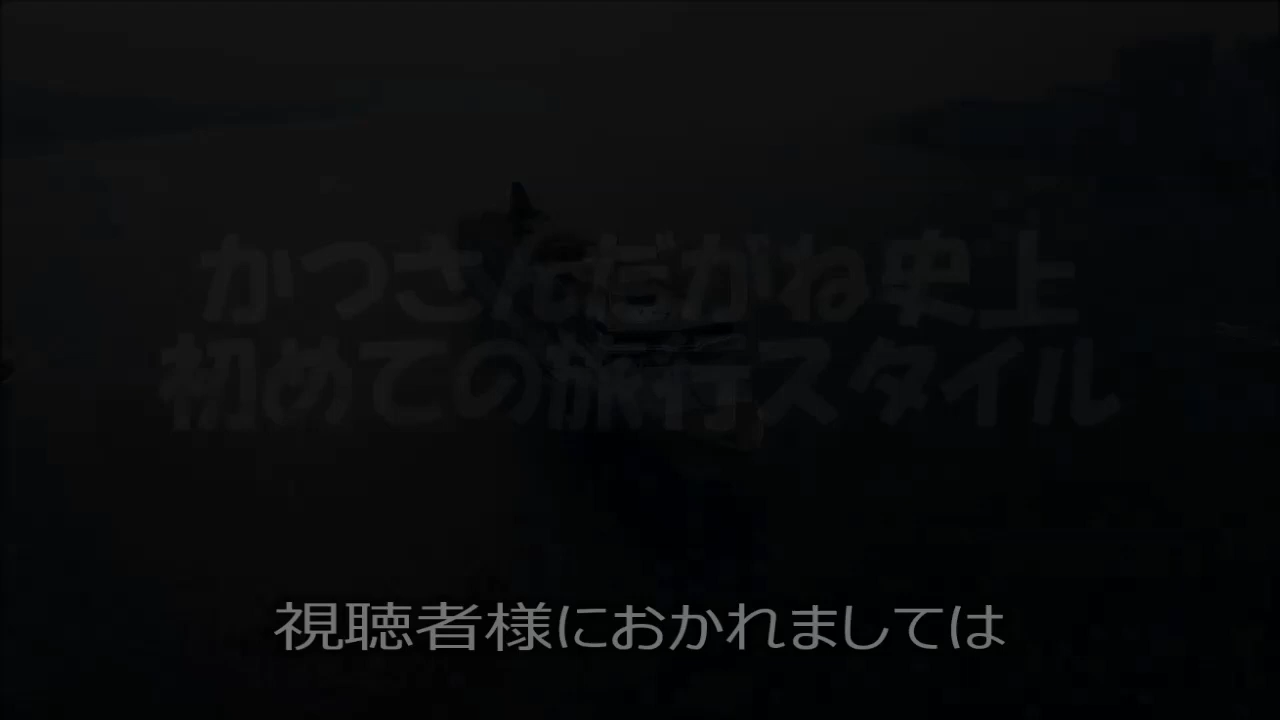 かつさんだがね史上
初めての旅行スタイル
視聴者様におかれましては